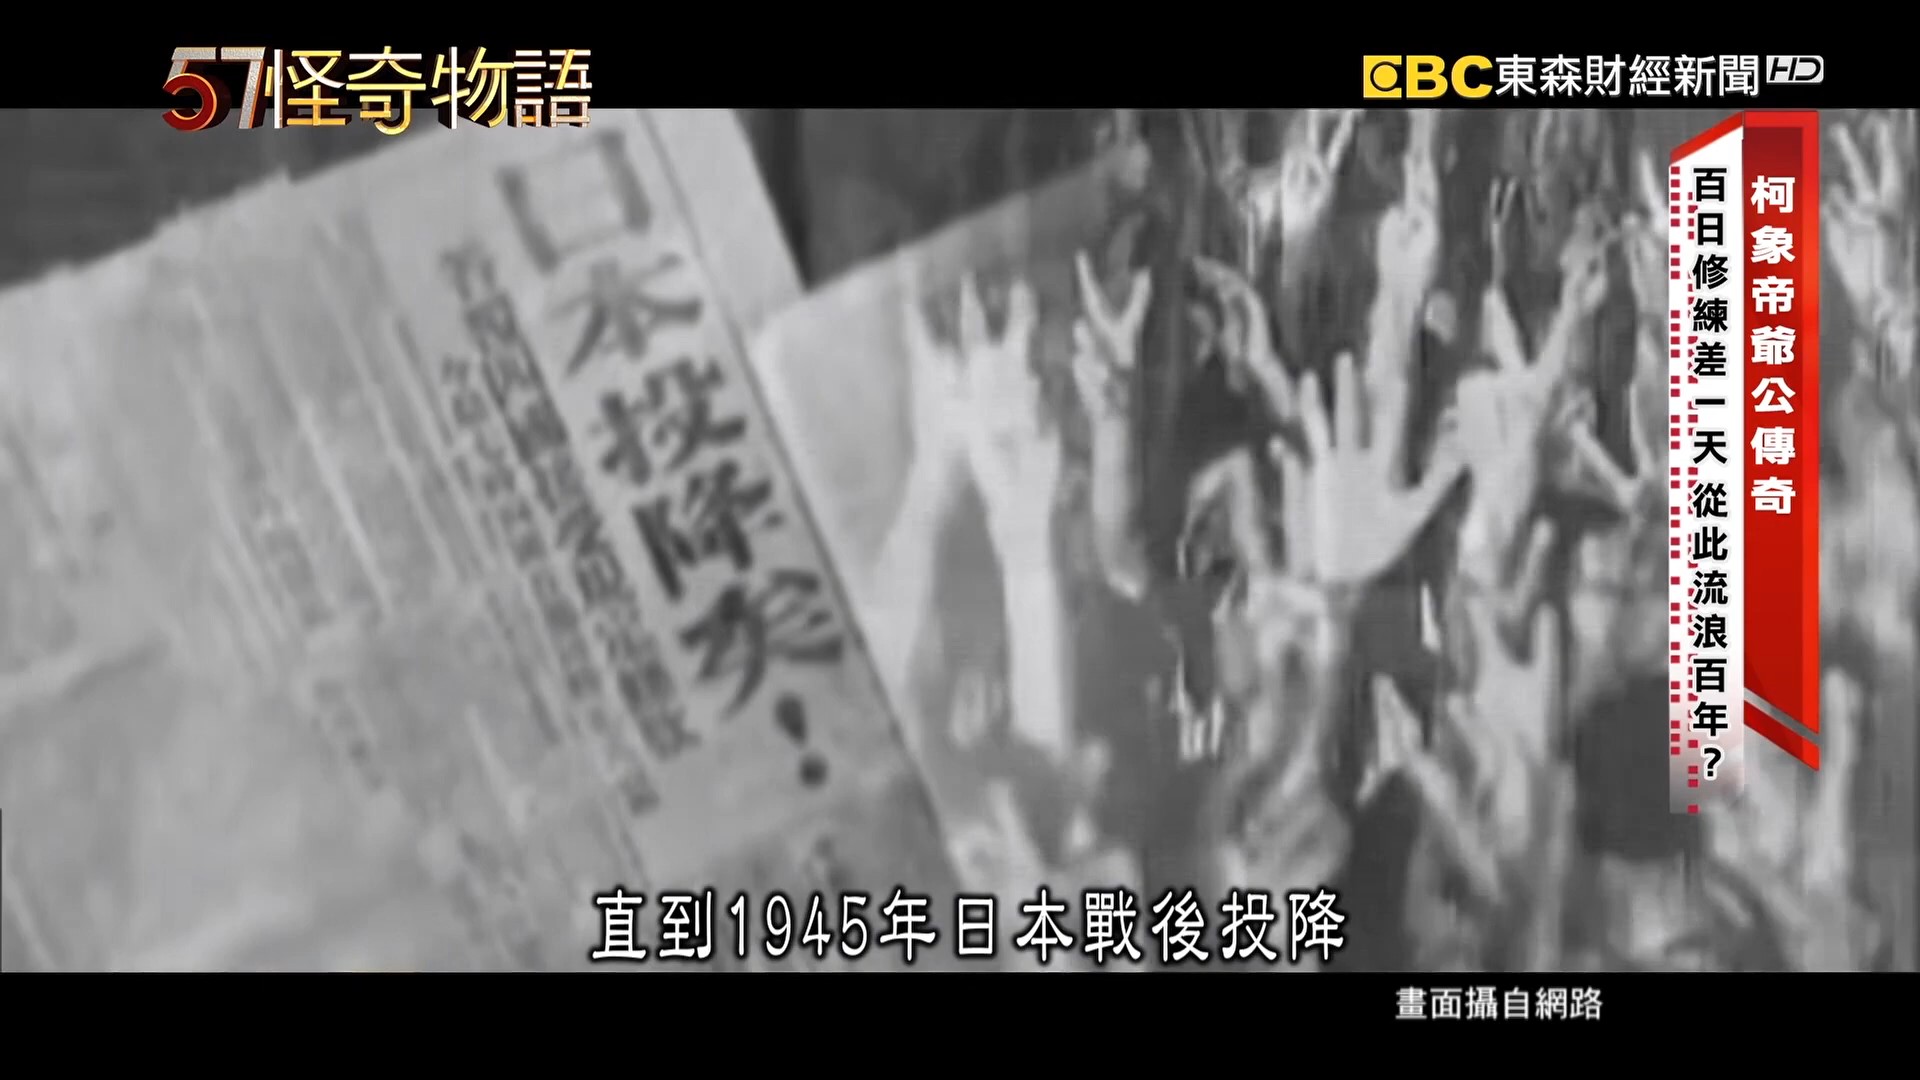 57怪奇物語
EBC東森財經新聞HD
柯象帝爺公傳奇
百日修練差一天 從此流浪百年?
日本投降矣!
直到1945年日本戰後投降
畫面攝自網路